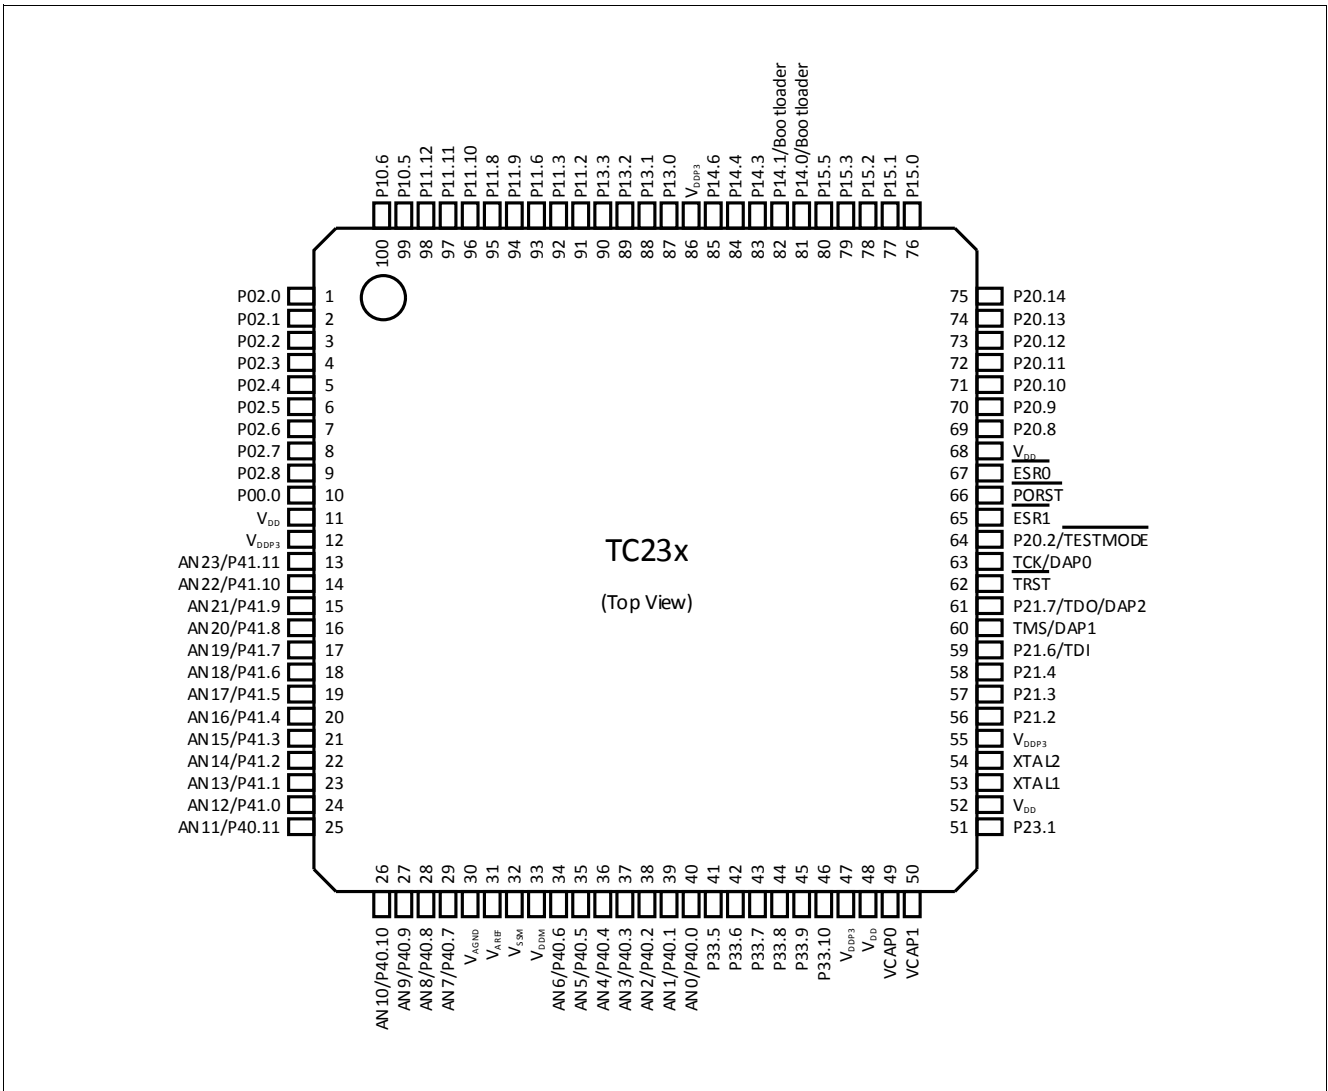 P10.6
P10.5
P11.12
P11.11
P11.10
P11.8
P11.9
P11.6
P11.3
P11.2
P13.3
P13.2
P13.1
P13.0
VDDP3
P14.6
P14.4
P14.3
P14.1/Bootloader
P14.0/Bootloader
P15.5
P15.3
P15.2
P15.1
P15.0
100 99 98 97 96 95 94 93 92 91 90 89 88 87 86 85 84 83 82 81 80 79 78 77 76
P02.0 1
P02.1 2
P02.2 3
P02.3 4
P02.4 5
P02.5 6
P02.6 7
P02.7 8
P02.8 9
P00.0 10
VDD 11
VDDP3 12
AN23/P41.11 13
AN22/P41.10 14
AN21/P41.9 15
AN20/P41.8 16
AN19/P41.7 17
AN18/P41.6 18
AN17/P41.5 19
AN16/P41.4 20
AN15/P41.3 21
AN14/P41.2 22
AN13/P41.1 23
AN12/P41.0 24
AN11/P40.11 25
TC23x
(Top View)
75 P20.14
74 P20.13
73 P20.12
72 P20.11
71 P20.10
70 P20.9
69 P20.8
68 VDD
67 ESR0
66 PORST
65 ESR1
64 P20.2/TESTMODE
63 TCK/DAP0
62 TRST
61 P21.7/TDO/DAP2
60 TMS/DAP1
59 P21.6/TDI
58 P21.4
57 P21.3
56 P21.2
55 VDDP3
54 XTAL2
53 XTAL1
52 VDD
51 P23.1
26 27 28 29 30 31 32 33 34 35 36 37 38 39 40 41 42 43 44 45 46 47 48 49 50
AN10/P40.10
AN9/P40.9
AN8/P40.8
AN7/P40.7
VAGND
VAREF
VSSM
VDDM
AN6/P40.6
AN5/P40.5
AN4/P40.4
AN3/P40.3
AN2/P40.2
AN1/P40.1
AN0/P40.0
P33.5
P33.6
P33.7
P33.8
P33.9
P33.10
VDDP3
VDD
VCAP0
VCAP1